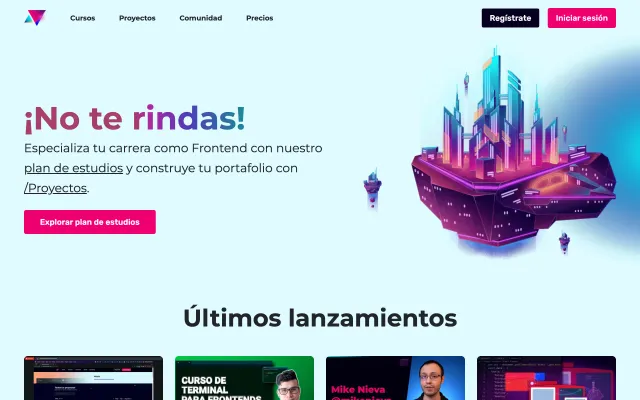 Cursos
Proyectos
Comunidad
Precios
Regístrate
Iniciar sesión
¡No te rindas!
Especializa tu carrera como Frontend con nuestro
plan de estudios y construye tu portafolio con
/Proyectos.
Explorar plan de estudios
Últimos lanzamientos
CURSO DE
TERMINAL
PARA FRONTENDS
Mike Nieva